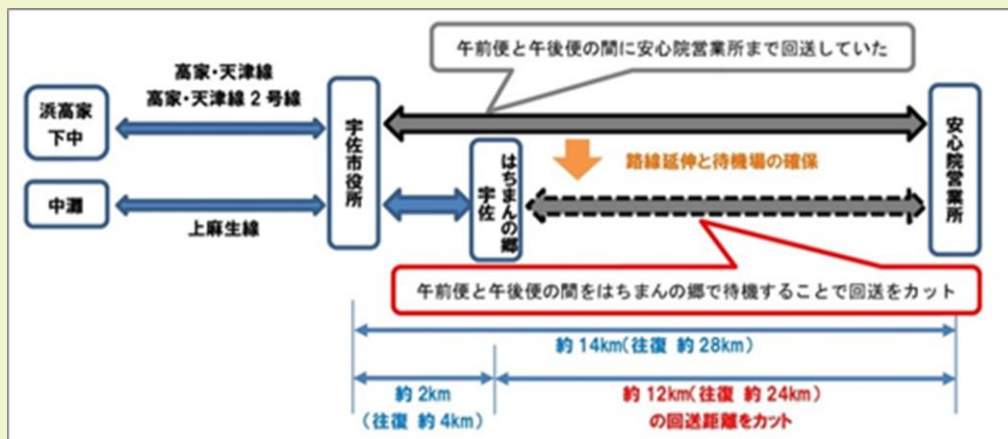 午前便と午後便の間に安心院営業所まで回送していた
高家・天津線
高家・天津線2号線
浜高家
下中
宇佐市役所
安心院営業所
はちまんの郷
宇佐
路線延伸と待機場の確保
中灘
上麻生線
午前便と午後便の間をはちまんの郷で待機することで回送をカット
約14km(往復 約28km)
約2km
(往復 約4km)
約12km(往復 約24km)
の回送距離をカット